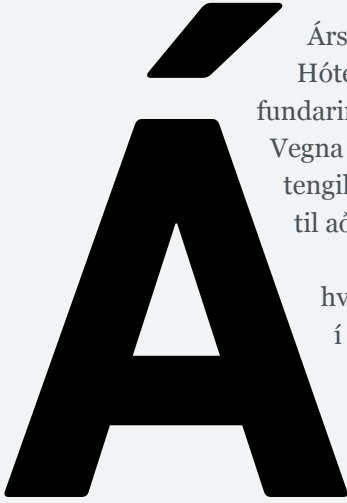 Á
Árs
Hóte
fundarin
Vegna
tengil
til að
hv
í